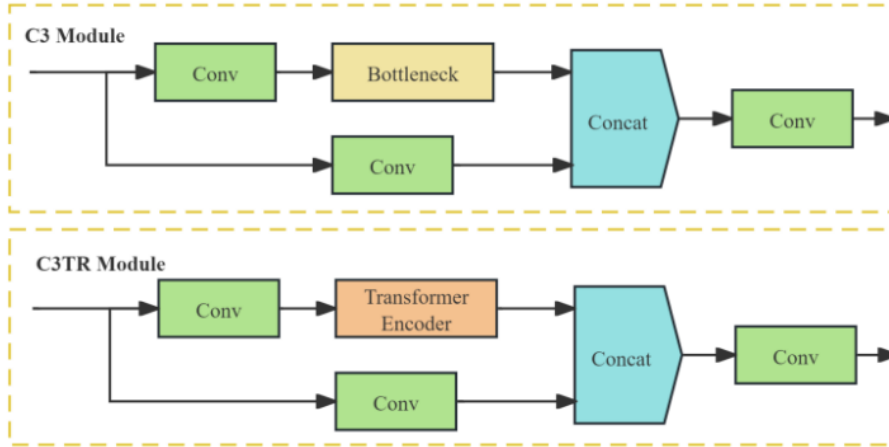 C3 Module
Conv
Bottleneck
Concat
Conv
Conv
C3TR Module
Conv
Transformer
Encoder
Concat
Conv
Conv